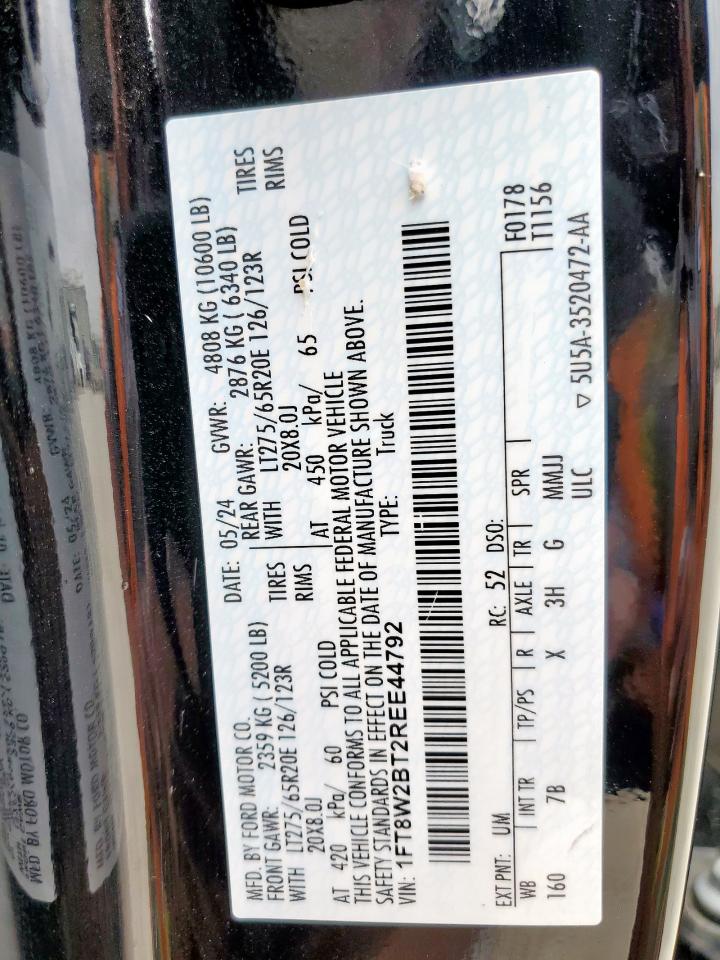 MFD. BY FORD MOTOR CO.
DATE: 05/24 GVWR: 4808 KG (10600 LB)
FRONT GAWR: 2359 KG ( 5200 LB)
REAR GAWR: 2876 KG ( 6340 LB)
WITH LT275/65R20E 126/123R TIRES
WITH LT275/65R20E 126/123R TIRES
20X8.0J RIMS
20X8.0J RIMS
AT 420 kPa/ 60 PSI COLD
AT 450 kPa/ 65 PSI COLD
THIS VEHICLE CONFORMS TO ALL APPLICABLE FEDERAL MOTOR VEHICLE
SAFETY STANDARDS IN EFFECT ON THE DATE OF MANUFACTURE SHOWN ABOVE.
VIN: 1FT8W2BT2REE44792 TYPE: Truck
EXT PNT: UM RC: 52 DSO: F0178
WB INT TR TP/PS R AXLE TR SPR T1156
160 7B X 3H G MMJJ
ULC 5U5A-3520472-AA